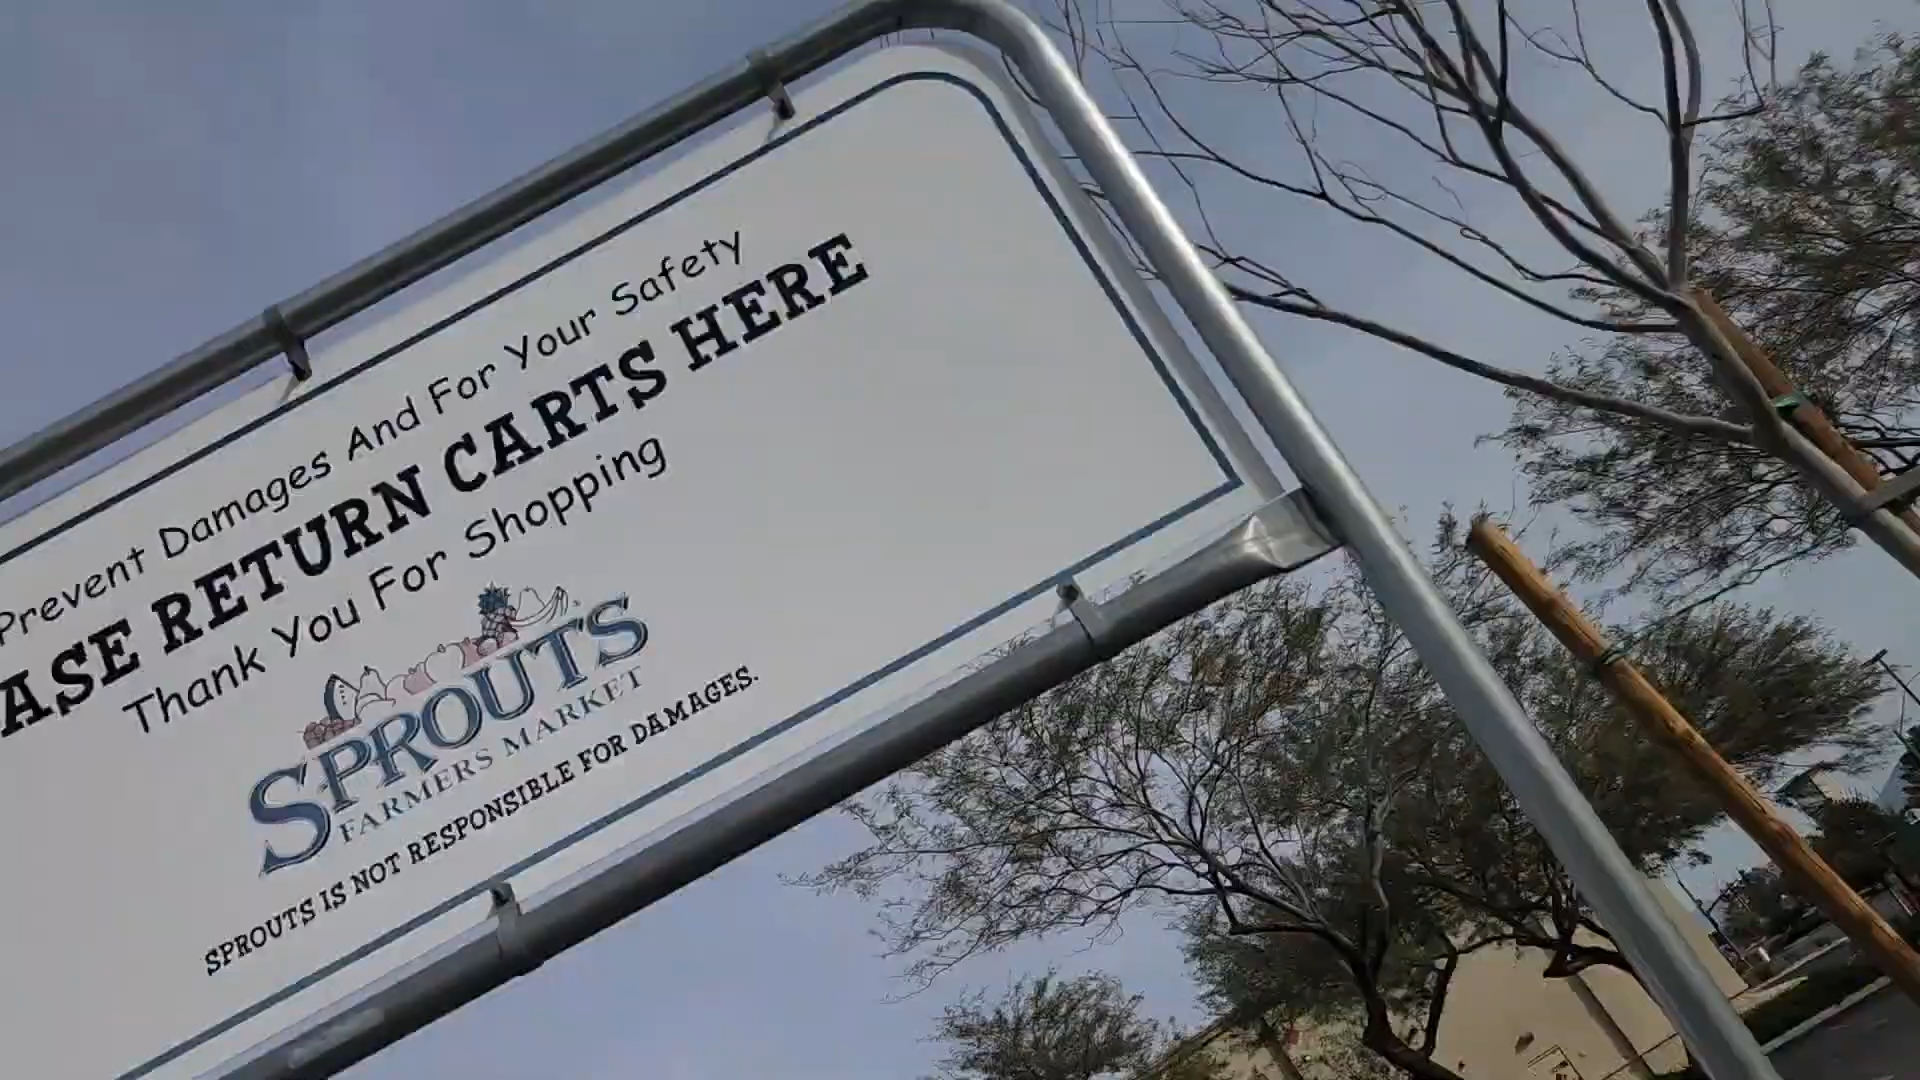 Prevent Damages And For Your Safety
ASE RETURN CARTS HERE
Thank You For Shopping
SPROUTS
FARMERS MARKET
SPROUTS IS NOT RESPONSIBLE FOR DAMAGES.